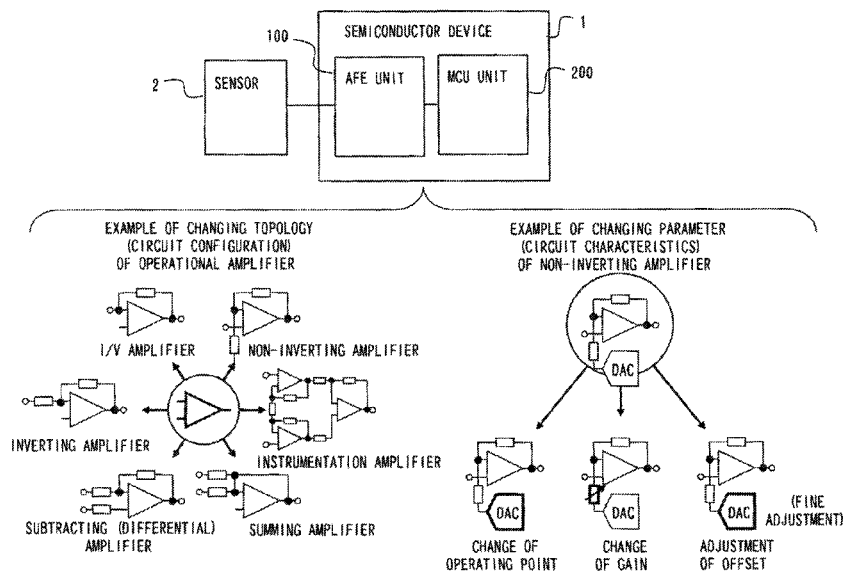 SEMICONDUCTOR DEVICE
1
100
2
SENSOR
AFE UNIT
MCU UNIT
200
EXAMPLE OF CHANGING TOPOLOGY
(CIRCUIT CONFIGURATION)
OF OPERATIONAL AMPLIFIER
I/V AMPLIFIER
NON-INVERTING AMPLIFIER
INVERTING AMPLIFIER
INSTRUMENTATION AMPLIFIER
SUBTRACTING (DIFFERENTIAL)
AMPLIFIER
SUMMING AMPLIFIER
EXAMPLE OF CHANGING PARAMETER
(CIRCUIT CHARACTERISTICS)
OF NON-INVERTING AMPLIFIER
DAC
DAC
DAC
DAC
(FINE
ADJUSTMENT)
CHANGE OF
OPERATING POINT
CHANGE
OF GAIN
ADJUSTMENT
OF OFFSET